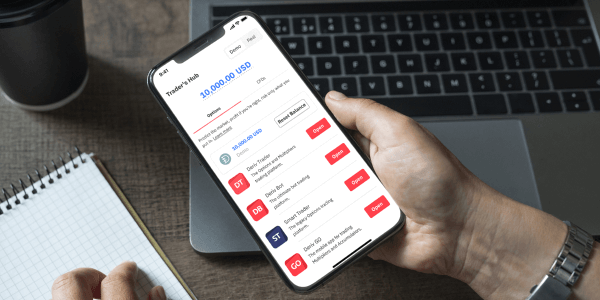 9:41
Trader's Hub
Demo
Real
10,000.00 USD
Options
CFDs
Predict the market, profit if you're right, risk only what you
put in. Learn more
10,000.00 USD
Demo
Reset Balance
DT
Deriv Trader
The Options and Multipliers
trading platform.
Open
DB
Deriv Bot
The ultimate bot trading
platform.
Open
ST
Smart Trader
The legacy Options trading
platform.
Open
GO
Deriv GO
The mobile app for trading
Multipliers and Accumulators.
Open